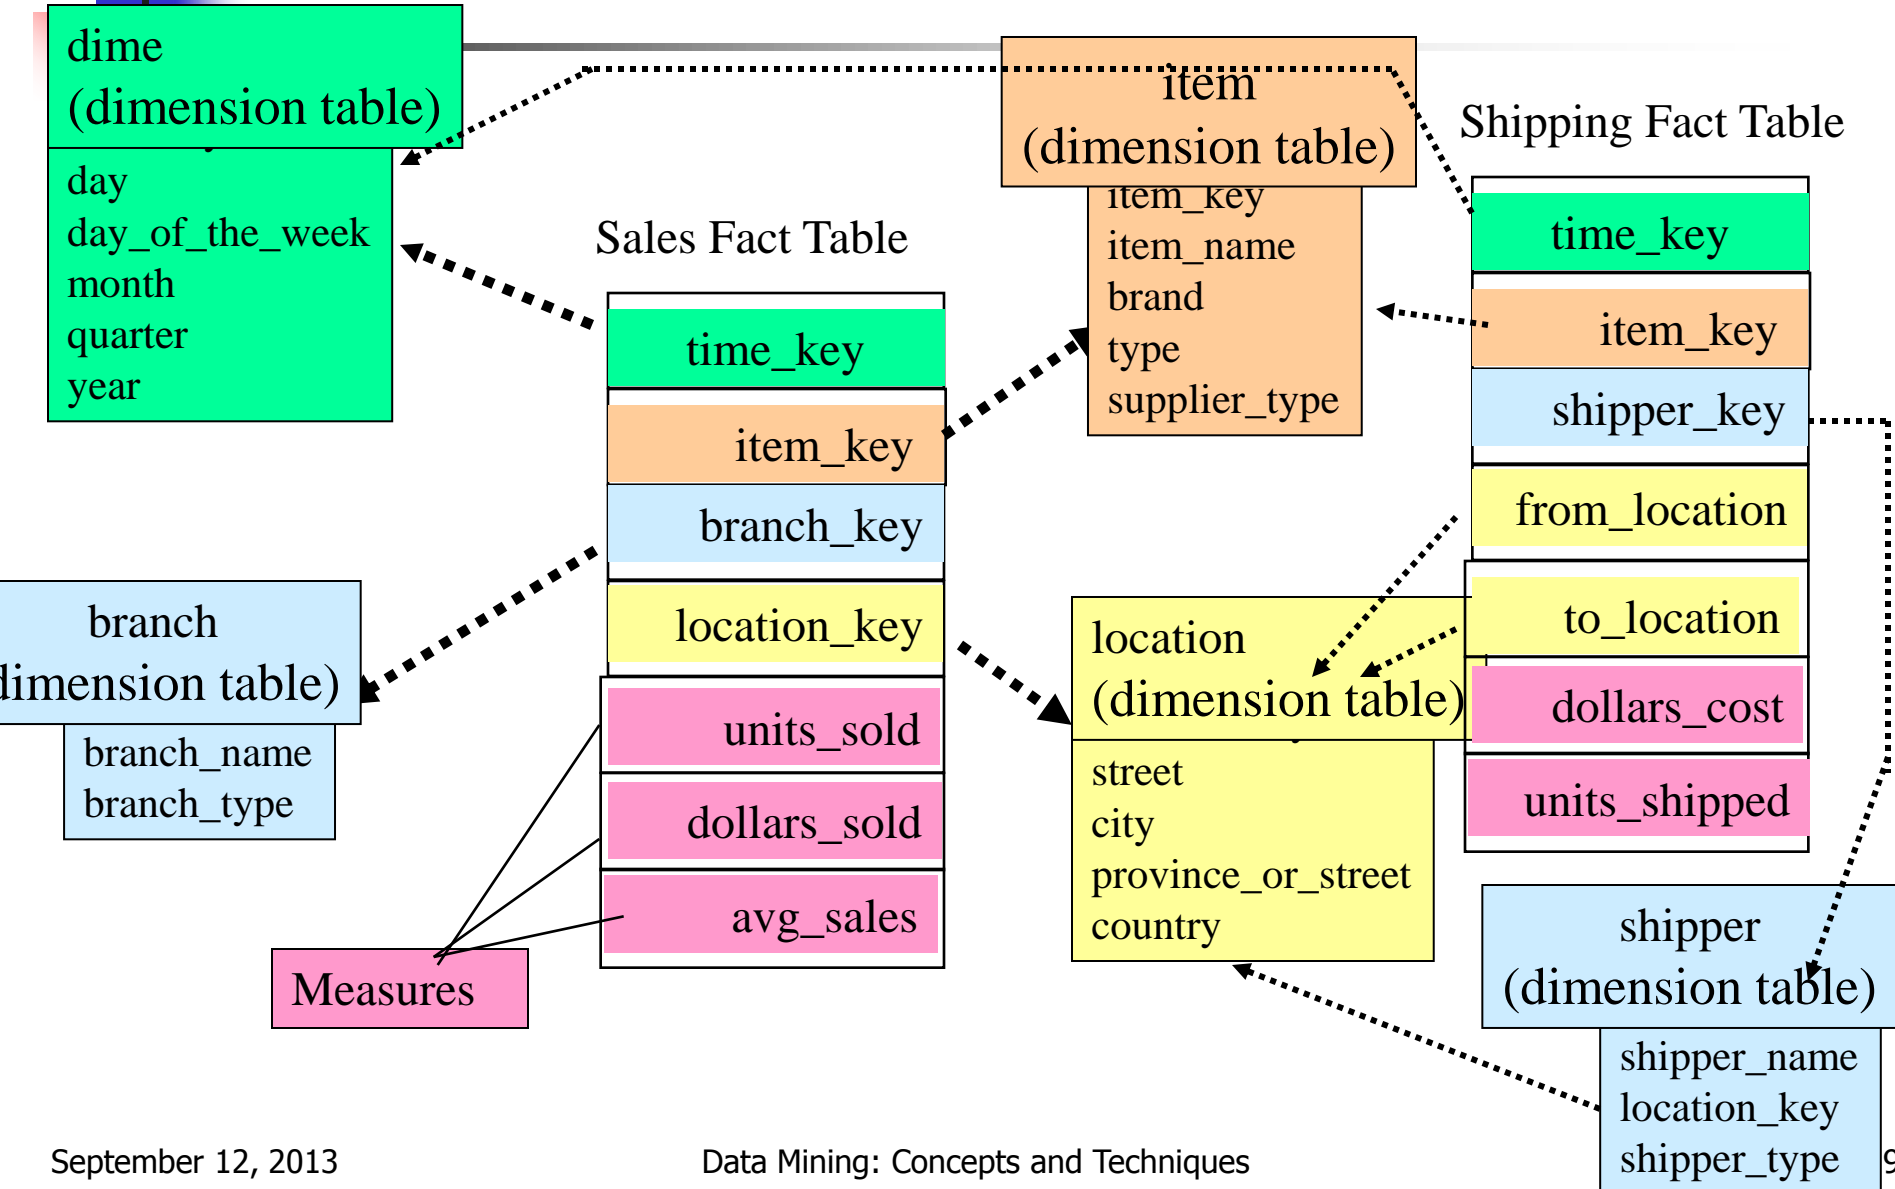 dime
(dimension table)
day
day_of_the_week
month
quarter
year
Sales Fact Table
time_key
item_key
branch_key
location_key
units_sold
dollars_sold
avg_sales
Measures
branch
dimension table)
branch_name
branch_type
item
(dimension table)
item_key
item_name
brand
type
supplier_type
location
(dimension table)
street
city
province_or_street
country
Shipping Fact Table
time_key
item_key
shipper_key
from_location
to_location
dollars_cost
units_shipped
shipper
(dimension table)
shipper_name
location_key
shipper_type
September 12, 2013
Data Mining: Concepts and Techniques